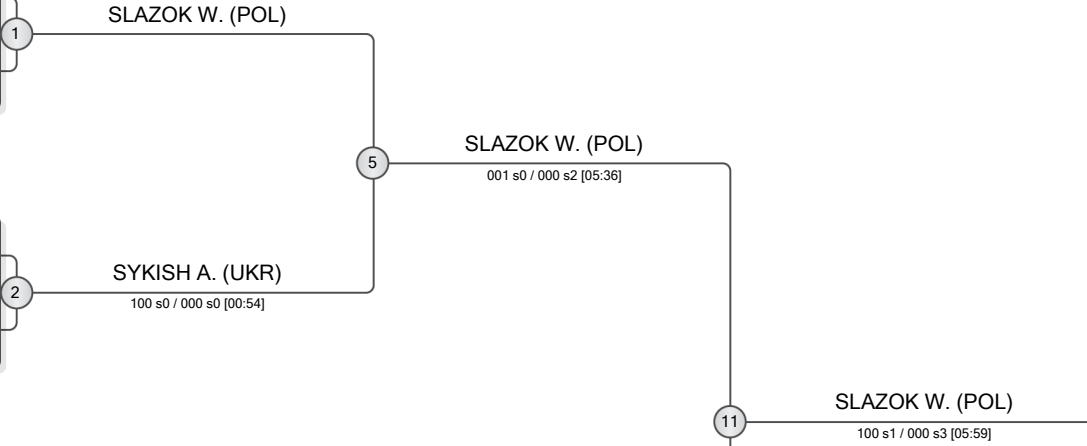 SLAZOK W. (POL)
1
SLAZOK W. (POL)
5
001 s0 / 000 s2 [05:36]
SYKISH A. (UKR)
2
100 s0 / 000 s0 [00:54]
SLAZOK W. (POL)
11
100 s1 / 000 s3 [05:59]